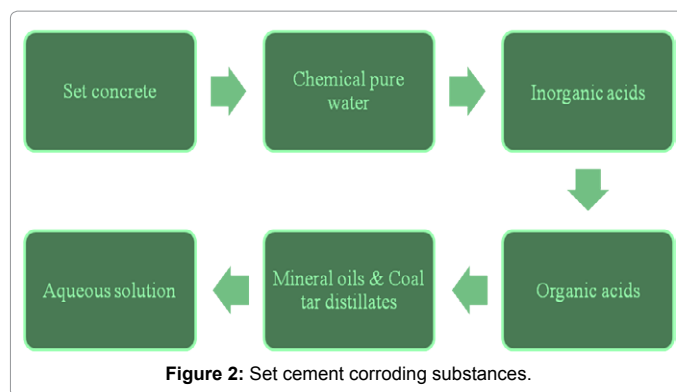 Set concrete
Chemical pure
water
Inorganic acids
Organic acids
Mineral oils & Coal
tar distillates
Aqueous solution
Figure 2: Set cement corroding substances.